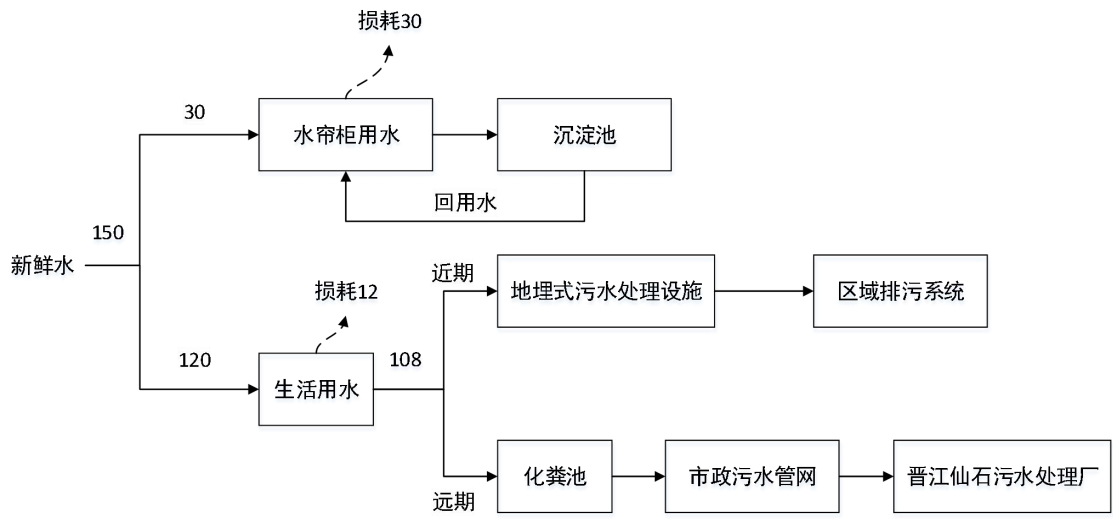 损耗30
30
水帘柜用水
沉淀池
回用水
150
新鲜水
近期
地埋式污水处理设施
区域排污系统
损耗12
120
108
生活用水
化粪池
市政污水管网
晋江仙石污水处理厂
远期